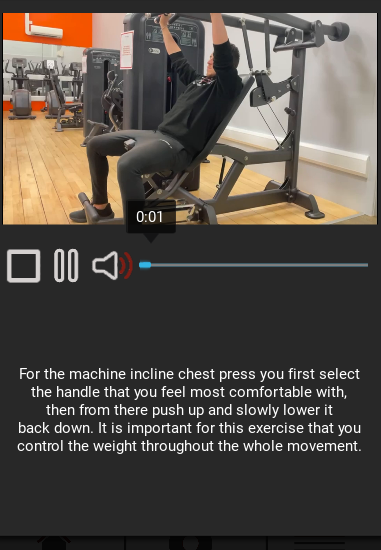 0:01
For the machine incline chest press you first select
the handle that you feel most comfortable with,
then from there push up and slowly lower it
back down. It is important for this exercise that you
control the weight throughout the whole movement.